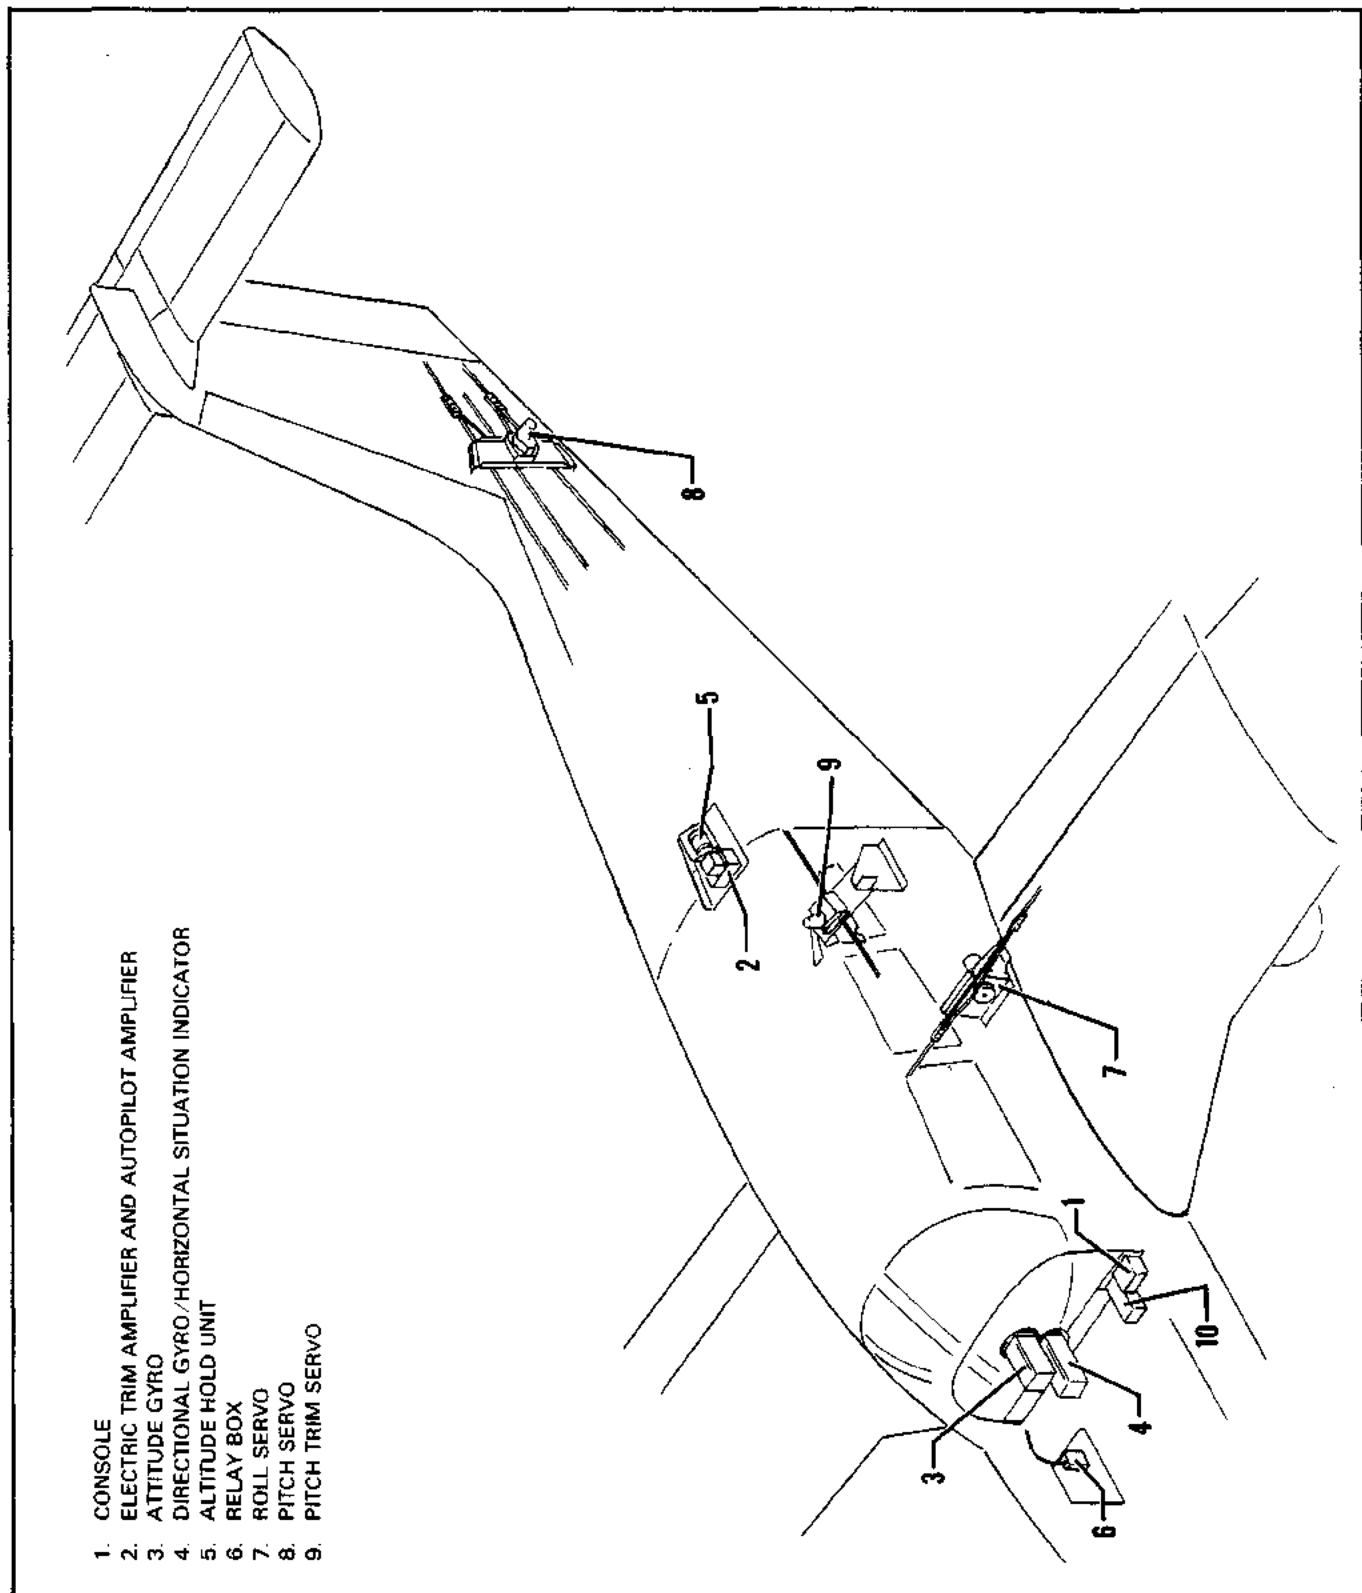 1. CONSOLE
2. ELECTRIC TRIM AMPLIFIER AND AUTOPILOT AMPLIFIER
3. ATTITUDE GYRO
4. DIRECTIONAL GYRO/HORIZONTAL SITUATION INDICATOR
5. ALTITUDE HOLD UNIT
6. RELAY BOX
7. ROLL SERVO
8. PITCH SERVO
9. PITCH TRIM SERVO
8
5
9
2
7
1
10
4
3
6